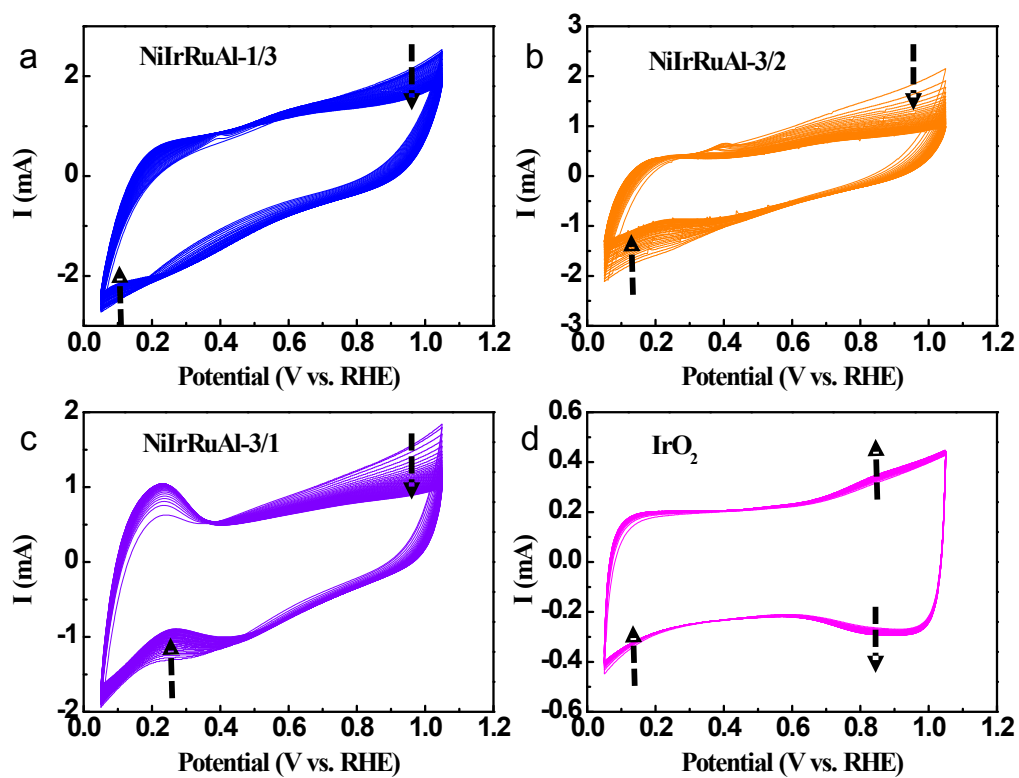 a
NiIrRuAl-1/3
I (mA)
2
0
-2
0.0 0.2 0.4 0.6 0.8 1.0 1.2
Potential (V vs. RHE)
b
NiIrRuAl-3/2
I (mA)
3
2
1
0
-1
-2
-3
0.0 0.2 0.4 0.6 0.8 1.0 1.2
Potential (V vs. RHE)
c
NiIrRuAl-3/1
I (mA)
2
1
0
-1
-2
0.0 0.2 0.4 0.6 0.8 1.0 1.2
Potential (V vs. RHE)
d
IrO₂
I (mA)
0.6
0.4
0.2
0.0
-0.2
-0.4
-0.6
0.0 0.2 0.4 0.6 0.8 1.0 1.2
Potential (V vs. RHE)